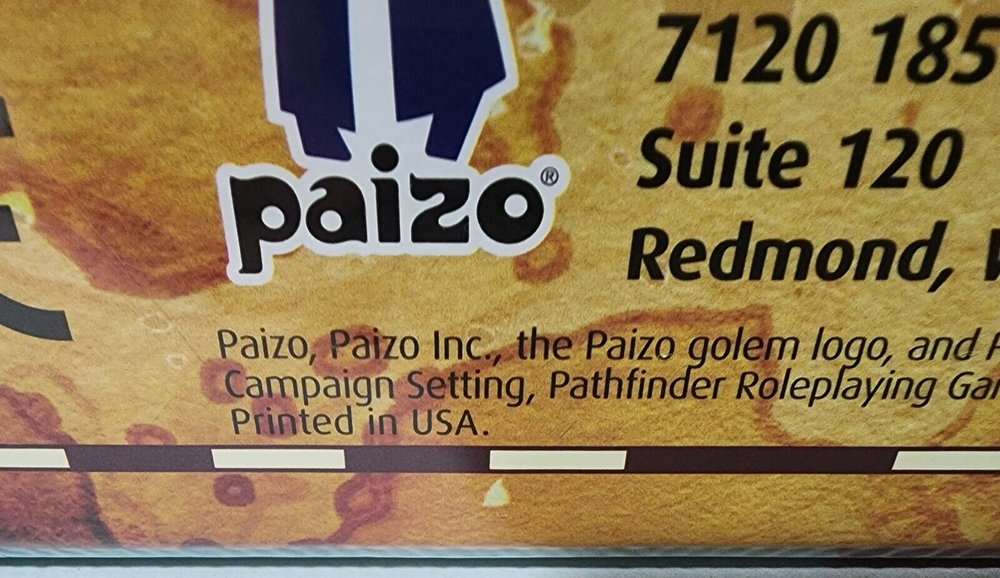 7120 185
Suite 120
Redmond,
paizo®
Paizo, Paizo Inc., the Paizo golem logo, and
Campaign Setting, Pathfinder Roleplaying
Printed in USA.